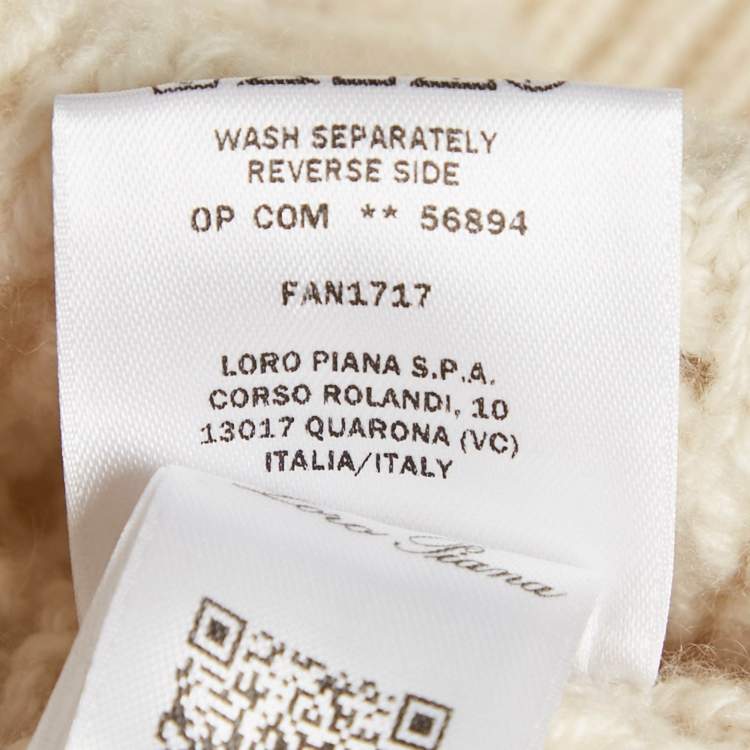 WASH SEPARATELY
REVERSE SIDE
OP COM ** 56894
FAN1717
LORO PIANA S.P.A.
CORSO ROLANDI, 10
13017 QUARONA (VC)
ITALIA/ITALY
Loro Piana